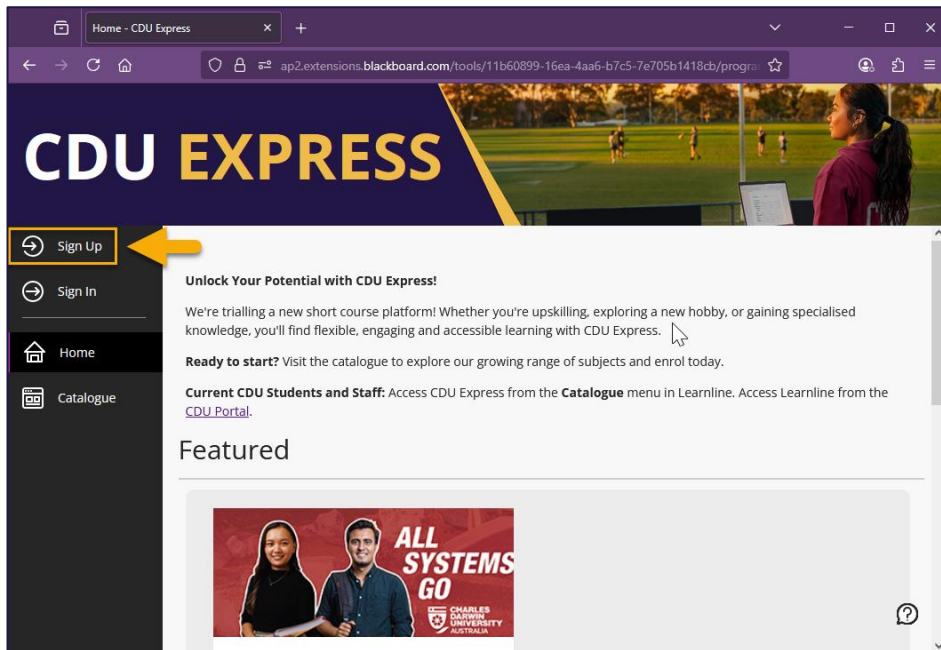 Home - CDU Express
ap2.extensions.blackboard.com/tools/11b60899-16ea-4aa6-b7c5-7e705b1418cb/progra
CDU EXPRESS
Sign Up
Sign In
Home
Catalogue
Unlock Your Potential with CDU Express!
We're trialling a new short course platform! Whether you're upskilling, exploring a new hobby, or gaining specialised
knowledge, you'll find flexible, engaging and accessible learning with CDU Express.
Ready to start? Visit the catalogue to explore our growing range of subjects and enrol today.
Current CDU Students and Staff: Access CDU Express from the Catalogue menu in Learnline. Access Learnline from the
CDU Portal.
Featured
ALL
SYSTEMS
GO
CHARLES
DARWIN
UNIVERSITY
AUSTRALIA